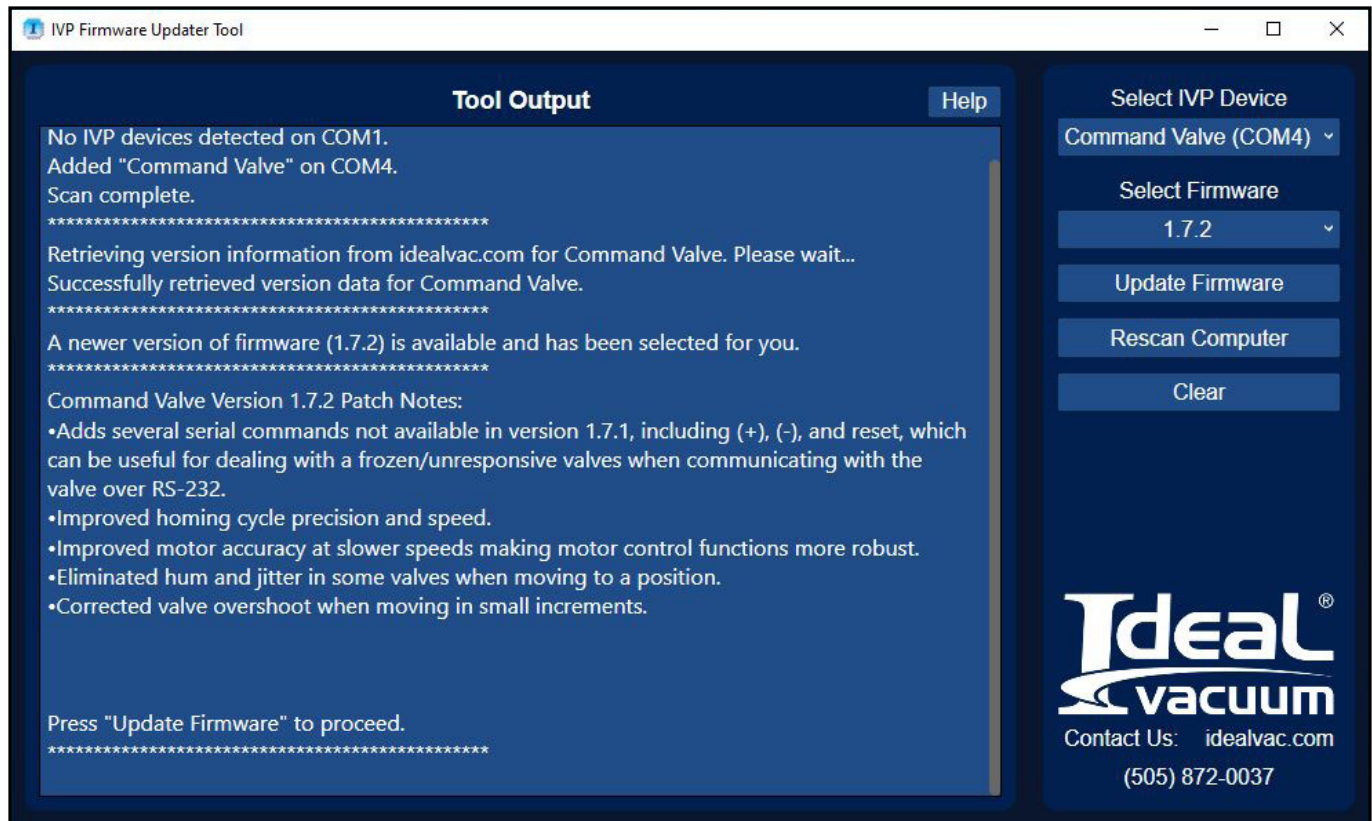 IVP Firmware Updater Tool
Tool Output
Help
No IVP devices detected on COM1.
Added "Command Valve" on COM4.
Scan complete.
************************************************
Retrieving version information from idealvac.com for Command Valve. Please wait...
Successfully retrieved version data for Command Valve.
************************************************
A newer version of firmware (1.7.2) is available and has been selected for you.
************************************************
Command Valve Version 1.7.2 Patch Notes:
•Adds several serial commands not available in version 1.7.1, including (+), (-), and reset, which
can be useful for dealing with a frozen/unresponsive valves when communicating with the
valve over RS-232.
•Improved homing cycle precision and speed.
•Improved motor accuracy at slower speeds making motor control functions more robust.
•Eliminated hum and jitter in some valves when moving to a position.
•Corrected valve overshoot when moving in small increments.
Press "Update Firmware" to proceed.
************************************************
Select IVP Device
Command Valve (COM4)
Select Firmware
1.7.2
Update Firmware
Rescan Computer
Clear
Ideal ®
vacuum
Contact Us: idealvac.com
(505) 872-0037